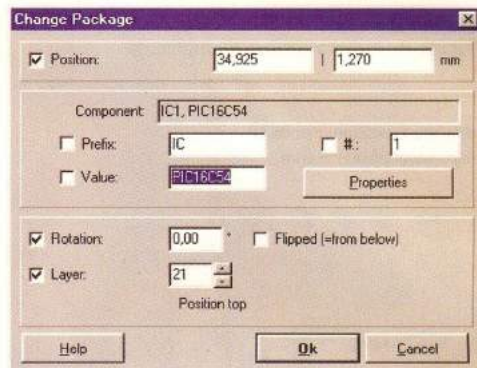 Change Package
Position: 34,925 | 1,270 mm
Component: IC1, PIC16C54
Prefix: IC #: 1
Value: PIC16C54 Properties
Rotation: 0,00 ° Flipped (=from below)
Layer: 21
Position top
Help Ok Cancel